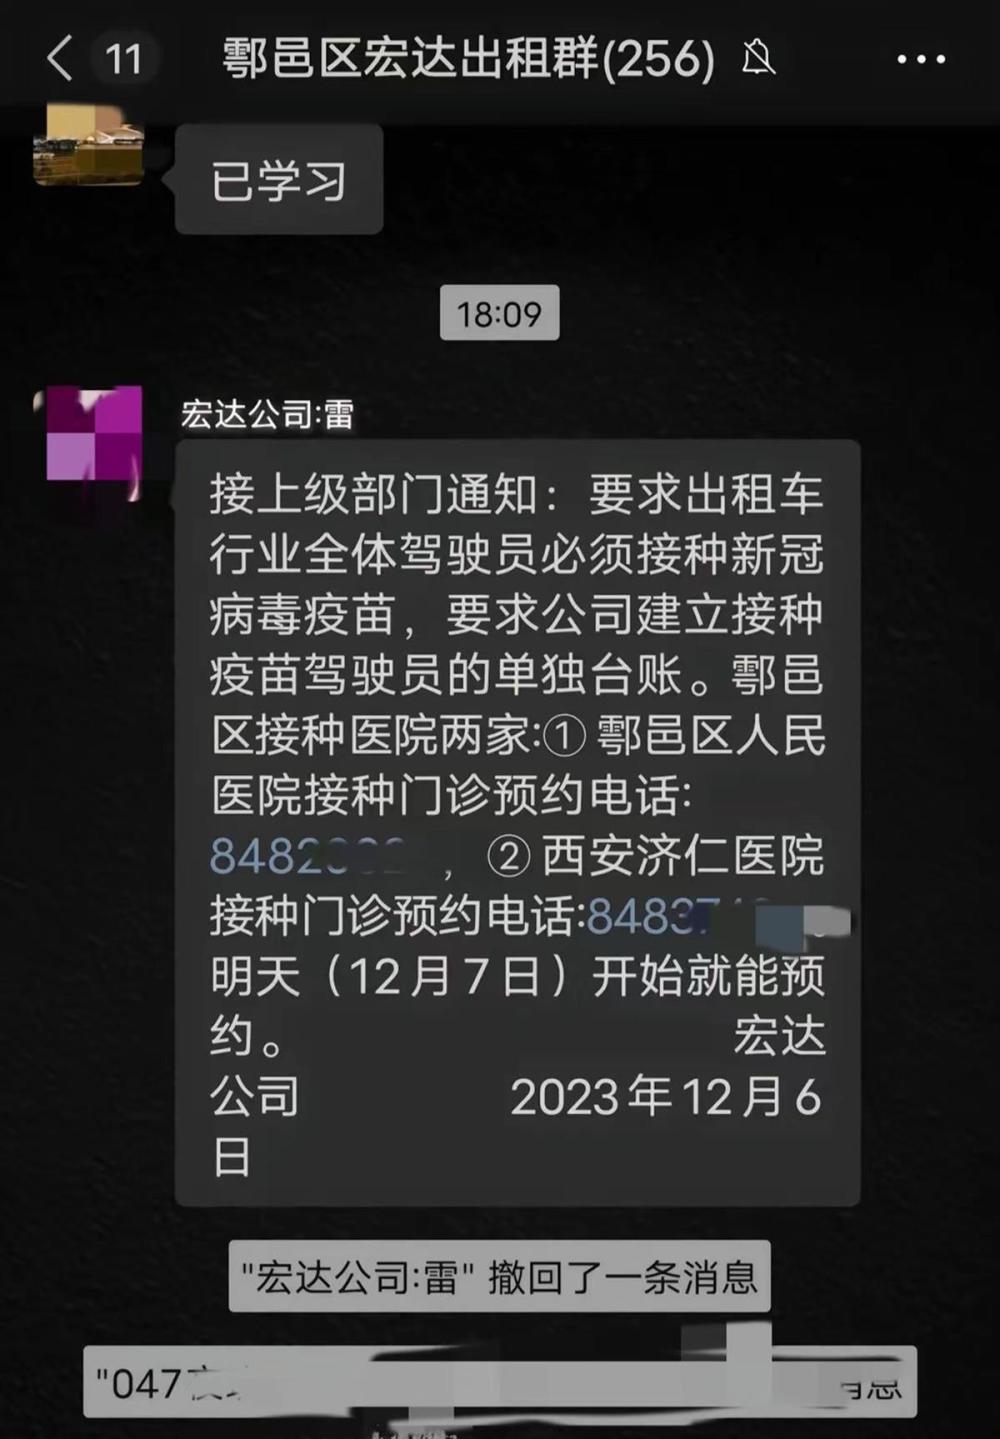 11
鄠邑区宏达出租群(256)
已学习
18:09
宏达公司:雷
接上级部门通知：要求出租车
行业全体驾驶员必须接种新冠
病毒疫苗，要求公司建立接种
疫苗驾驶员的单独台账。鄠邑
区接种医院两家:①鄠邑区人民
医院接种门诊预约电话:
8482 ，②西安济仁医院
接种门诊预约电话:8483
明天（12月7日）开始就能预
约。 宏达
公司 2023年12月6
日
"宏达公司:雷" 撤回了一条消息
"047 消息